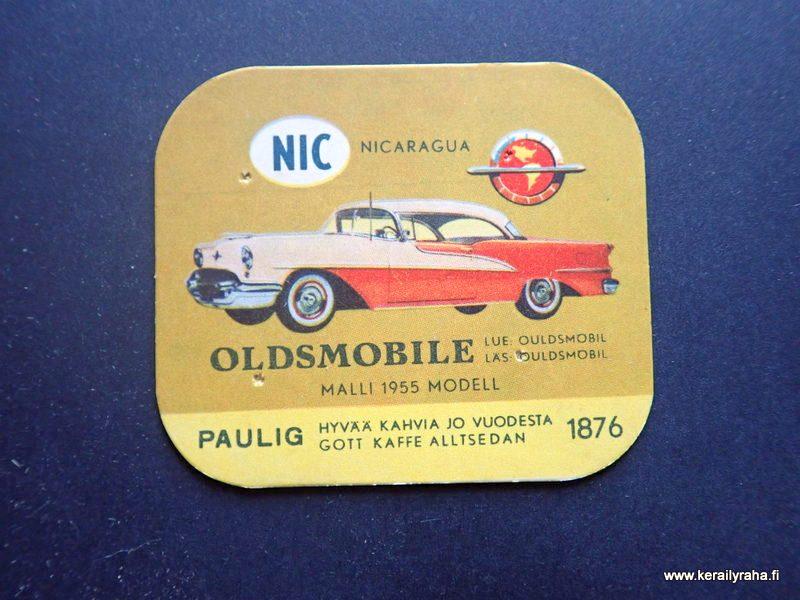 NIC NICARAGUA
OLDSMOBILE
LUE: OULDSMOBIL
LÄS: OULDSMOBIL
MALLI 1955 MODELL
PAULIG
HYVÄÄ KAHVIA JO VUODESTA
GOTT KAFFE ALLTSEDAN
1876
www.kerailyraha.fi